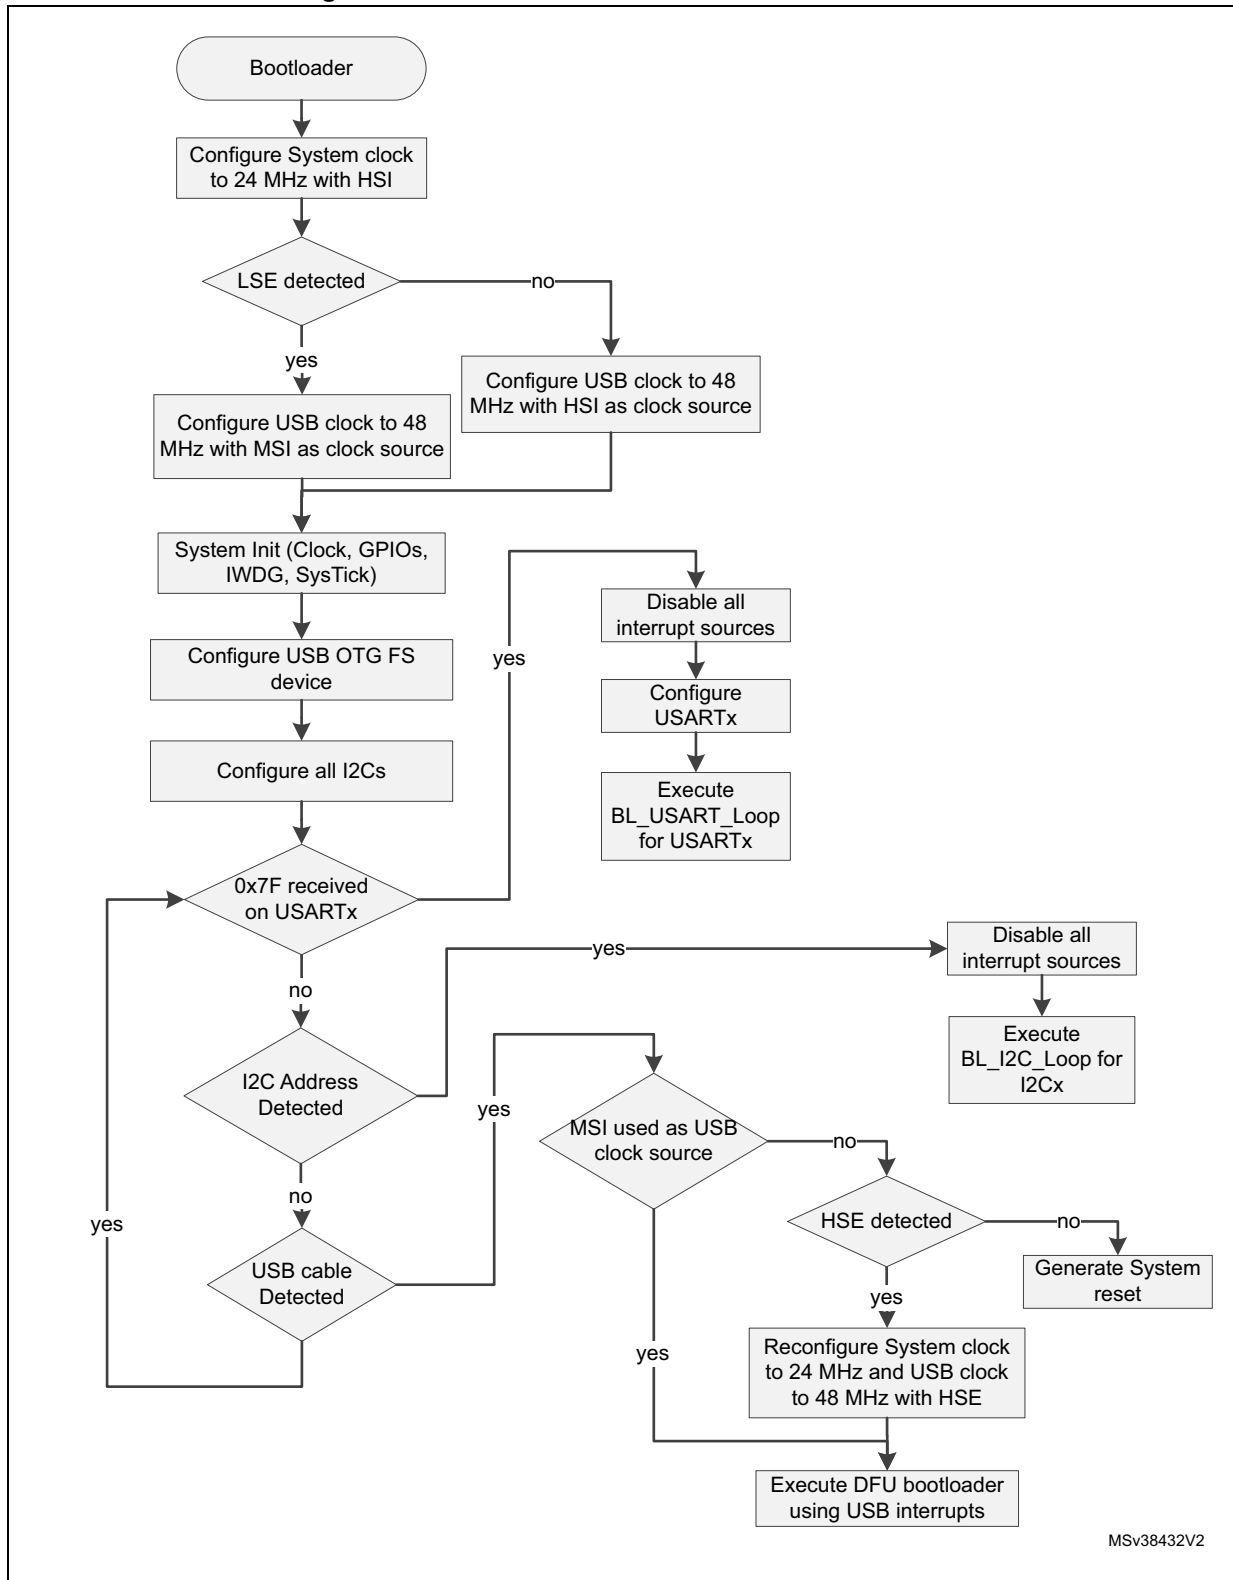 Bootloader
Configure System clock
to 24 MHz with HSI
LSE detected
no
yes
Configure USB clock to 48
MHz with HSI as clock source
Configure USB clock to 48
MHz with MSI as clock source
System Init (Clock, GPIOs,
IWDG, SysTick)
Disable all
interrupt sources
Configure USB OTG FS
device
yes
Configure
USARTx
Configure all I2Cs
Execute
BL_USART_Loop
for USARTx
0x7F received
on USARTx
yes
Disable all
interrupt sources
no
Execute
BL_I2C_Loop for
I2Cx
I2C Address
Detected
yes
MSI used as USB
clock source
no
no
yes
HSE detected
no
USB cable
Detected
Generate System
reset
yes
yes
Reconfigure System clock
to 24 MHz and USB clock
to 48 MHz with HSE
Execute DFU bootloader
using USB interrupts
MSv38432V2